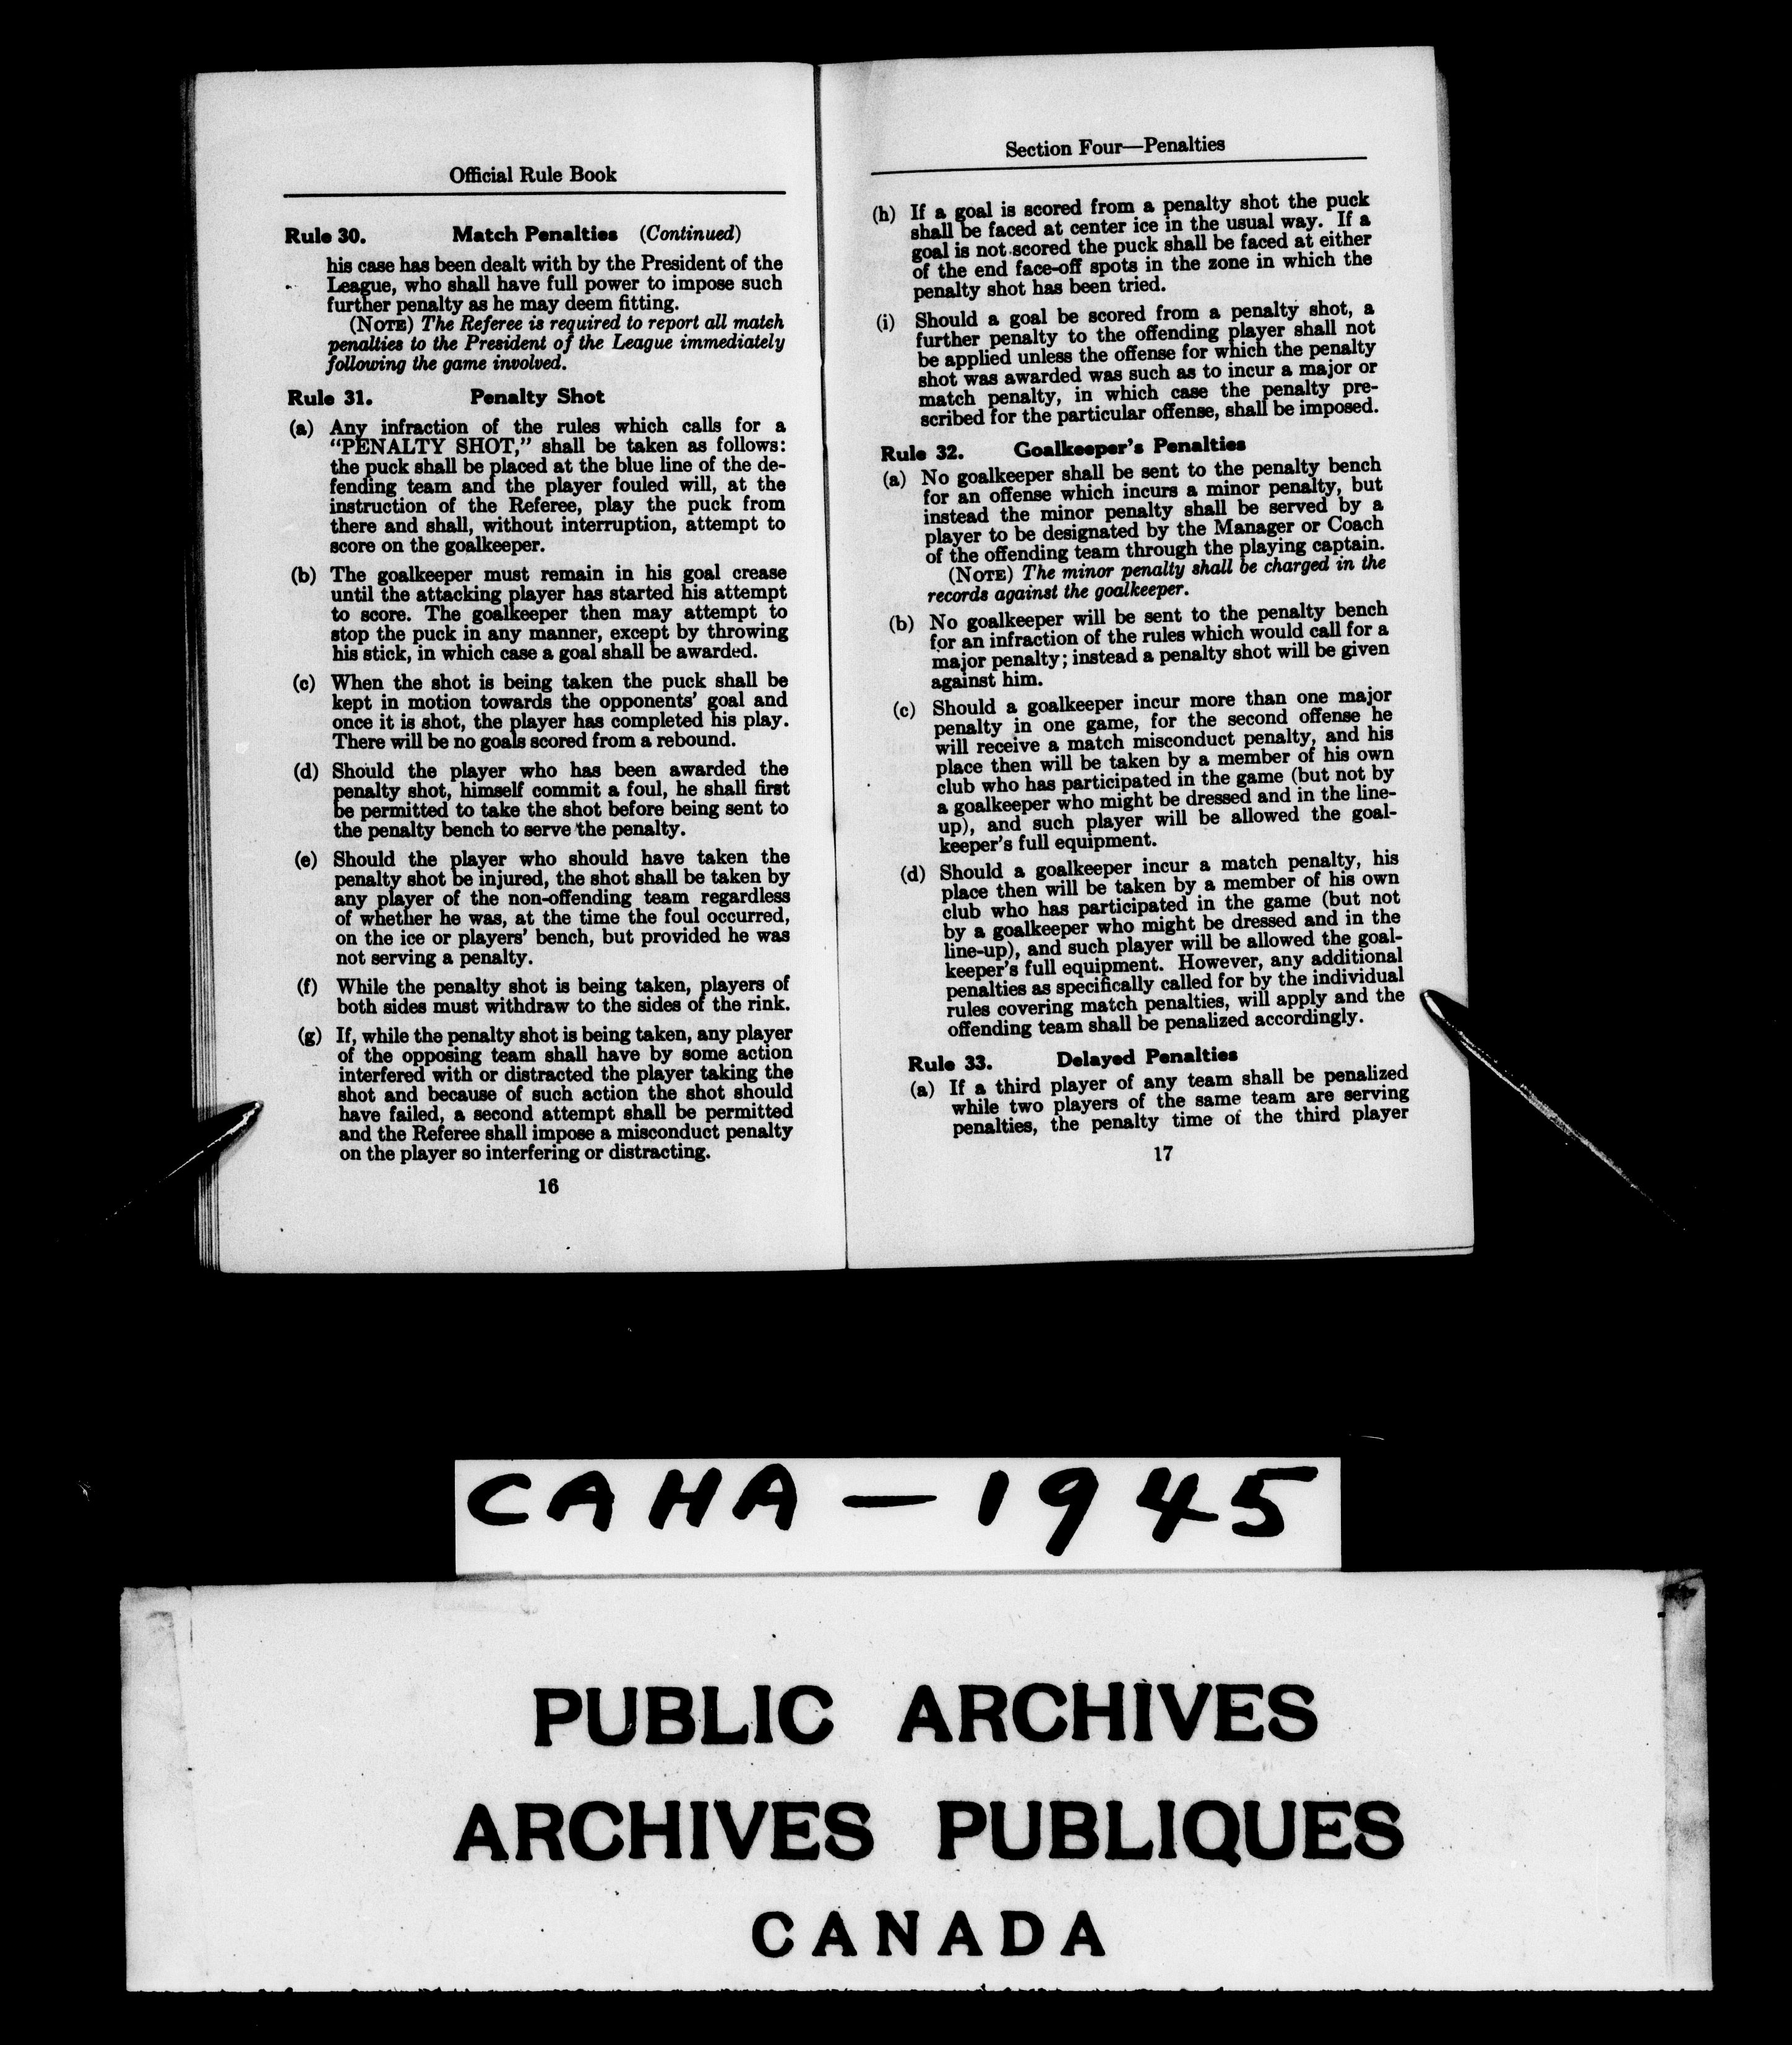 Official Rule Book
Rule 30. Match Penalties (Continued)
his case has been dealt with by the President of the
League, who shall have full power to impose such
further penalty as he may deem fitting.
(NOTE) The Referee is required to report all match
penalties to the President of the League immediately
following the game involved.
Rule 31. Penalty Shot
(a) Any infraction of the rules which calls for a
"PENALTY SHOT," shall be taken as follows:
the puck shall be placed at the blue line of the de-
fending team and the player fouled will, at the
instruction of the Referee, play the puck from
there and shall, without interruption, attempt to
score on the goalkeeper.
(b) The goalkeeper must remain in his goal crease
until the attacking player has started his attempt
to score. The goalkeeper then may attempt to
stop the puck in any manner, except by throwing
his stick, in which case a goal shall be awarded.
(c) When the shot is being taken the puck shall be
kept in motion towards the opponents' goal and
once it is shot, the player has completed his play.
There will be no goals scored from a rebound.
(d) Should the player who has been awarded the
penalty shot, himself commit a foul, he shall first
be permitted to take the shot before being sent to
the penalty bench to serve the penalty.
(e) Should the player who should have taken the
penalty shot be injured, the shot shall be taken by
any player of the non-offending team regardless
of whether he was, at the time the foul occurred,
on the ice or players' bench, but provided he was
not serving a penalty.
(f) While the penalty shot is being taken, players of
both sides must withdraw to the sides of the rink.
(g) If, while the penalty shot is being taken, any player
of the opposing team shall have by some action
interfered with or distracted the player taking the
shot and because of such action the shot should
have failed, a second attempt shall be permitted
and the Referee shall impose a misconduct penalty
on the player so interfering or distracting.
16
Section Four—Penalties
(h) If a goal is scored from a penalty shot the puck
shall be faced at center ice in the usual way. If a
goal is not scored the puck shall be faced at either
of the end face-off spots in the zone in which the
penalty shot has been tried.
(i) Should a goal be scored from a penalty shot, a
further penalty to the offending player shall not
be applied unless the offense for which the penalty
shot was awarded was such as to incur a major or
match penalty, in which case the penalty pre-
scribed for the particular offense, shall be imposed.
Rule 32. Goalkeeper's Penalties
(a) No goalkeeper shall be sent to the penalty bench
for an offense which incurs a minor penalty, but
instead the minor penalty shall be served by a
player to be designated by the Manager or Coach
of the offending team through the playing captain.
(NOTE) The minor penalty shall be charged in the
records against the goalkeeper.
(b) No goalkeeper will be sent to the penalty bench
for an infraction of the rules which would call for a
major penalty; instead a penalty shot will be given
against him.
(c) Should a goalkeeper incur more than one major
penalty in one game, for the second offense he
will receive a match misconduct penalty, and his
place then will be taken by a member of his own
club who has participated in the game (but not by
a goalkeeper who might be dressed and in the line-
up), and such player will be allowed the goal-
keeper's full equipment.
(d) Should a goalkeeper incur a match penalty, his
place then will be taken by a member of his own
club who has participated in the game (but not
by a goalkeeper who might be dressed and in the
line-up), and such player will be allowed the goal-
keeper's full equipment. However, any additional
penalties as specifically called for by the individual
rules covering match penalties, will apply and the
offending team shall be penalized accordingly.
Rule 33. Delayed Penalties
(a) If a third player of any team shall be penalized
while two players of the same team are serving
penalties, the penalty time of the third player
17
CAHA — 1945
PUBLIC ARCHIVES
ARCHIVES PUBLIQUES
CANADA